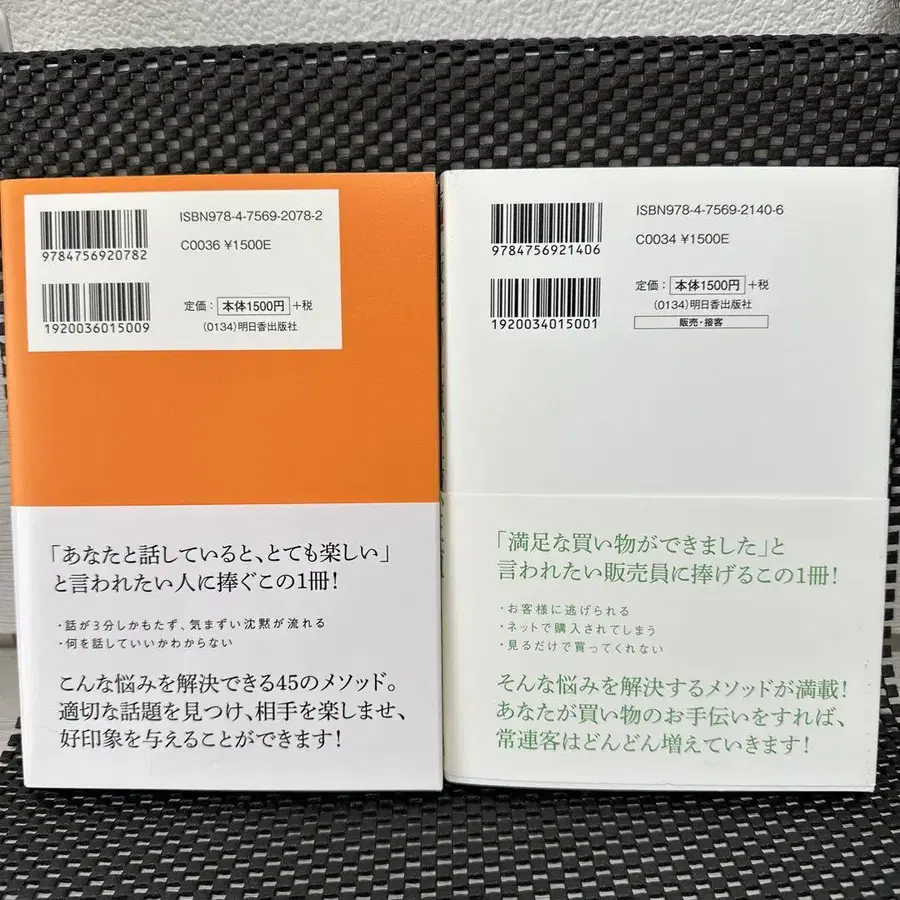 ISBN978-4-7569-2078-2
9784756920782
C0036 ¥1500E
1920036015009
定価： 本体1500円 +税
(0134)明日香出版社
「あなたと話していると、とても楽しい」
と言われたい人に捧ぐこの1冊！
・話が3分しかもたず、気まずい沈黙が流れる
・何を話していいかわからない
こんな悩みを解決できる45のメソッド。
適切な話題を見つけ、相手を楽しませ、
好印象を与えることができます！
ISBN978-4-7569-2140-6
9784756921406
C0034 ¥1500E
1920034015001
定価： 本体1500円 +税
(0134)明日香出版社
販売・接客
「満足な買い物ができました」と
言われたい販売員に捧げるこの1冊！
・お客様に逃げられる
・ネットで購入されてしまう
・見るだけで買ってくれない
そんな悩みを解決するメソッドが満載！
あなたが買い物のお手伝いをすれば、
常連客はどんどん増えていきます！